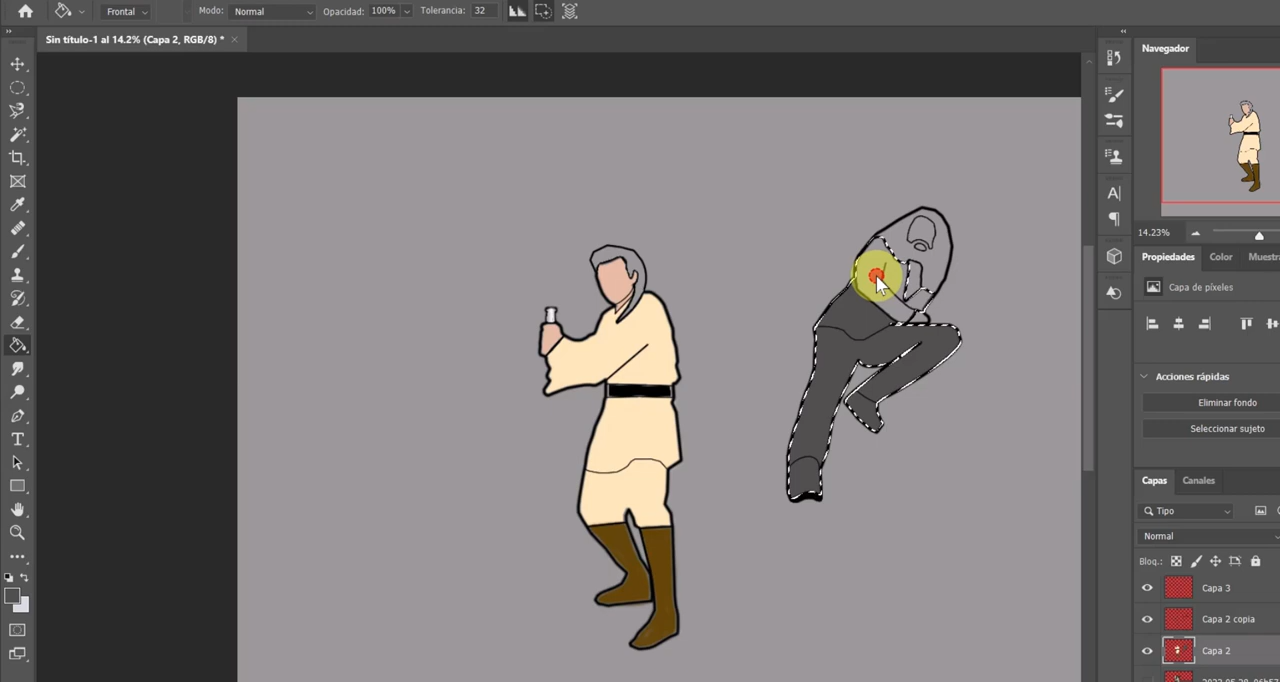 Frontal
Modo: Normal
Opacidad: 100%
Tolerancia: 32
Sin título-1 al 14.2% (Capa 2, RGB/8) *
Navegador
14.23%
Propiedades Color
Capa de píxeles
Acciones rápidas
Eliminar fondo
Seleccionar sujeto
Capas Canales
Tipo
Normal
Bloq.:
Capa 3
Capa 2 copia
Capa 2